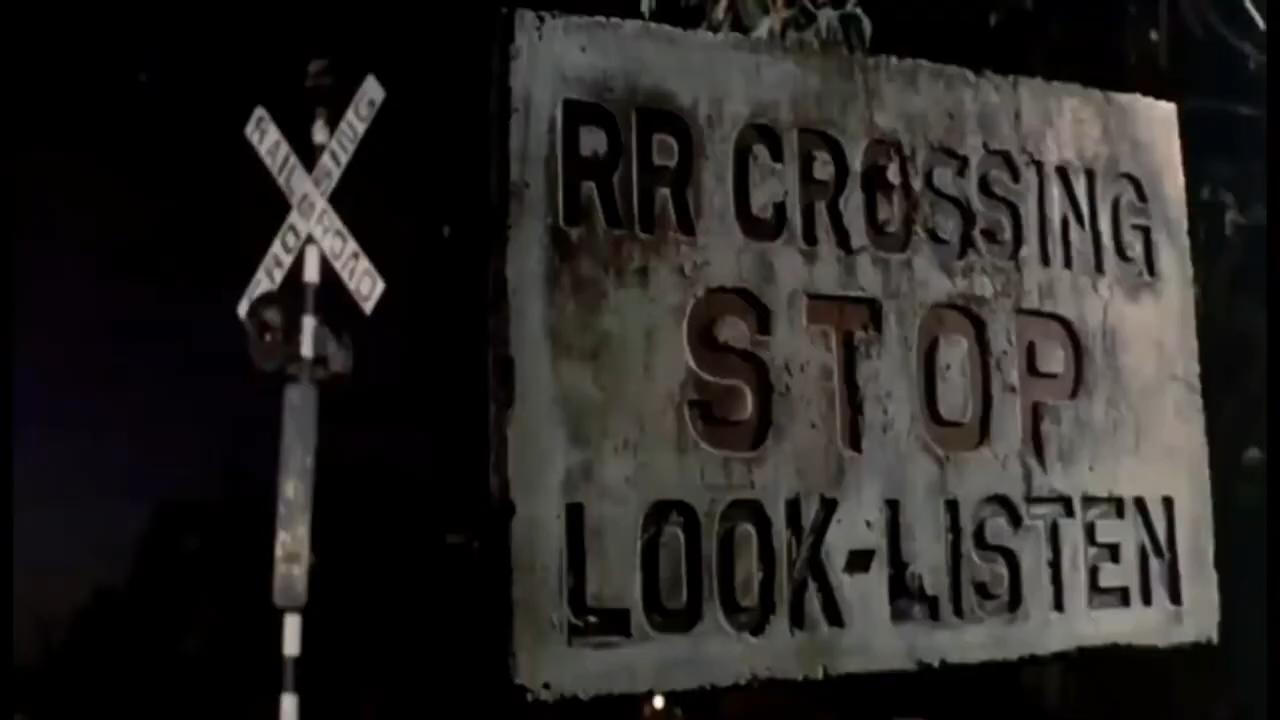 RAILROAD
CROSSING
RR CROSSING
STOP
LOOK-LISTEN